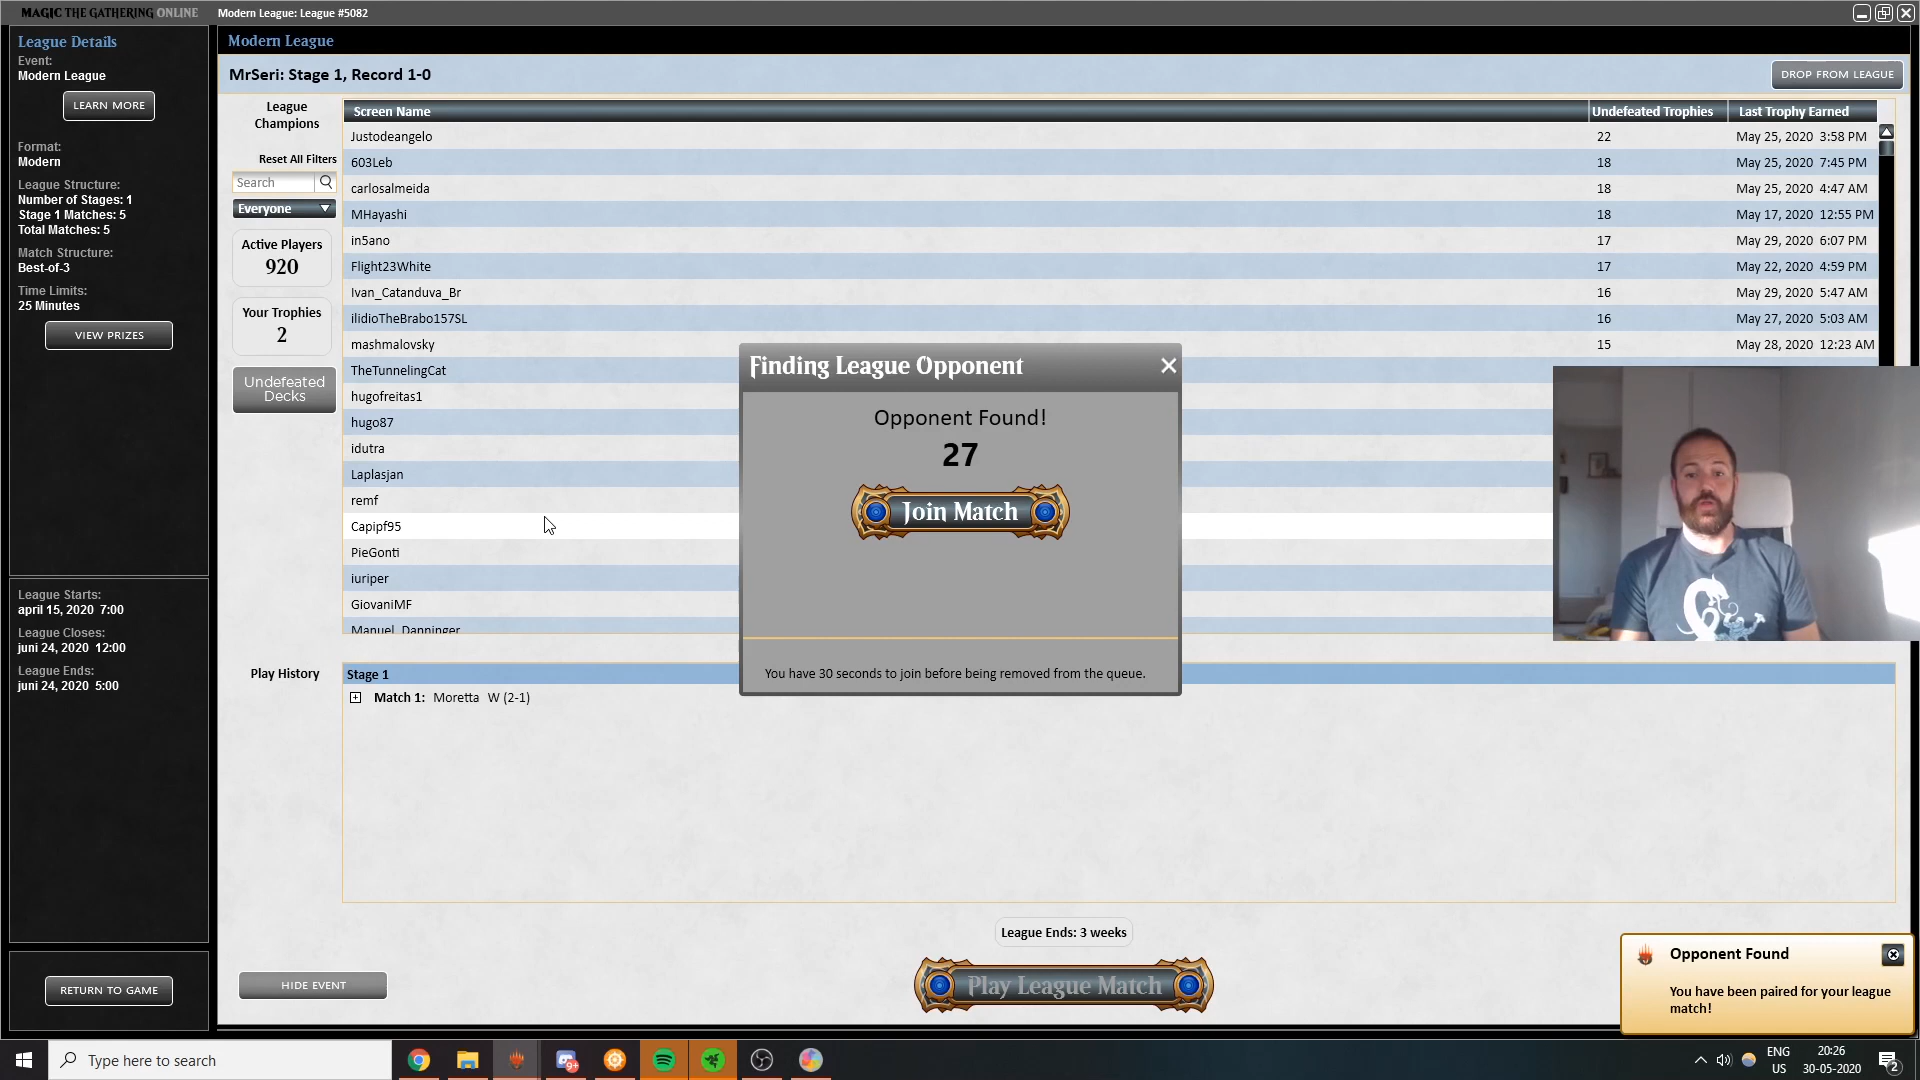 MAGIC THE GATHERING ONLINE
Modern League: League #5082
League Details
Event:
Modern League
LEARN MORE
Format:
Modern
League Structure:
Number of Stages: 1
Stage 1 Matches: 5
Total Matches: 5
Match Structure:
Best-of-3
Time Limits:
25 Minutes
VIEW PRIZES
League Starts:
april 15, 2020 7:00
League Closes:
juni 24, 2020 12:00
League Ends:
juni 24, 2020 5:00
RETURN TO GAME
Modern League
MrSeri: Stage 1, Record 1-0
DROP FROM LEAGUE
League
Champions
Reset All Filters
Search
Everyone
Active Players
920
Your Trophies
2
Undefeated
Decks
Screen Name Undefeated Trophies Last Trophy Earned
Justodeangelo 22 May 25, 2020 3:58 PM
603Leb 18 May 25, 2020 7:45 PM
carlosalmeida 18 May 25, 2020 4:47 AM
MHayashi 18 May 17, 2020 12:55 PM
in5ano 17 May 29, 2020 6:07 PM
Flight23White 17 May 22, 2020 4:59 PM
Ivan_Catanduva_Br 16 May 29, 2020 5:47 AM
ilidioTheBrabo157SL 16 May 27, 2020 5:03 AM
mashmalovsky 15 May 28, 2020 12:23 AM
TheTunnelingCat
hugofreitas1
hugo87
idutra
Laplasjan
remf
Capipf95
PieGonti
iuriper
GiovaniMF
Manuel_Danninger
Finding League Opponent
Opponent Found!
27
Join Match
You have 30 seconds to join before being removed from the queue.
Play History
Stage 1
Match 1: Moretta W (2-1)
League Ends: 3 weeks
HIDE EVENT
Play League Match
Opponent Found
You have been paired for your league
match!
Type here to search
9+
ENG
US
20:26
30-05-2020
2